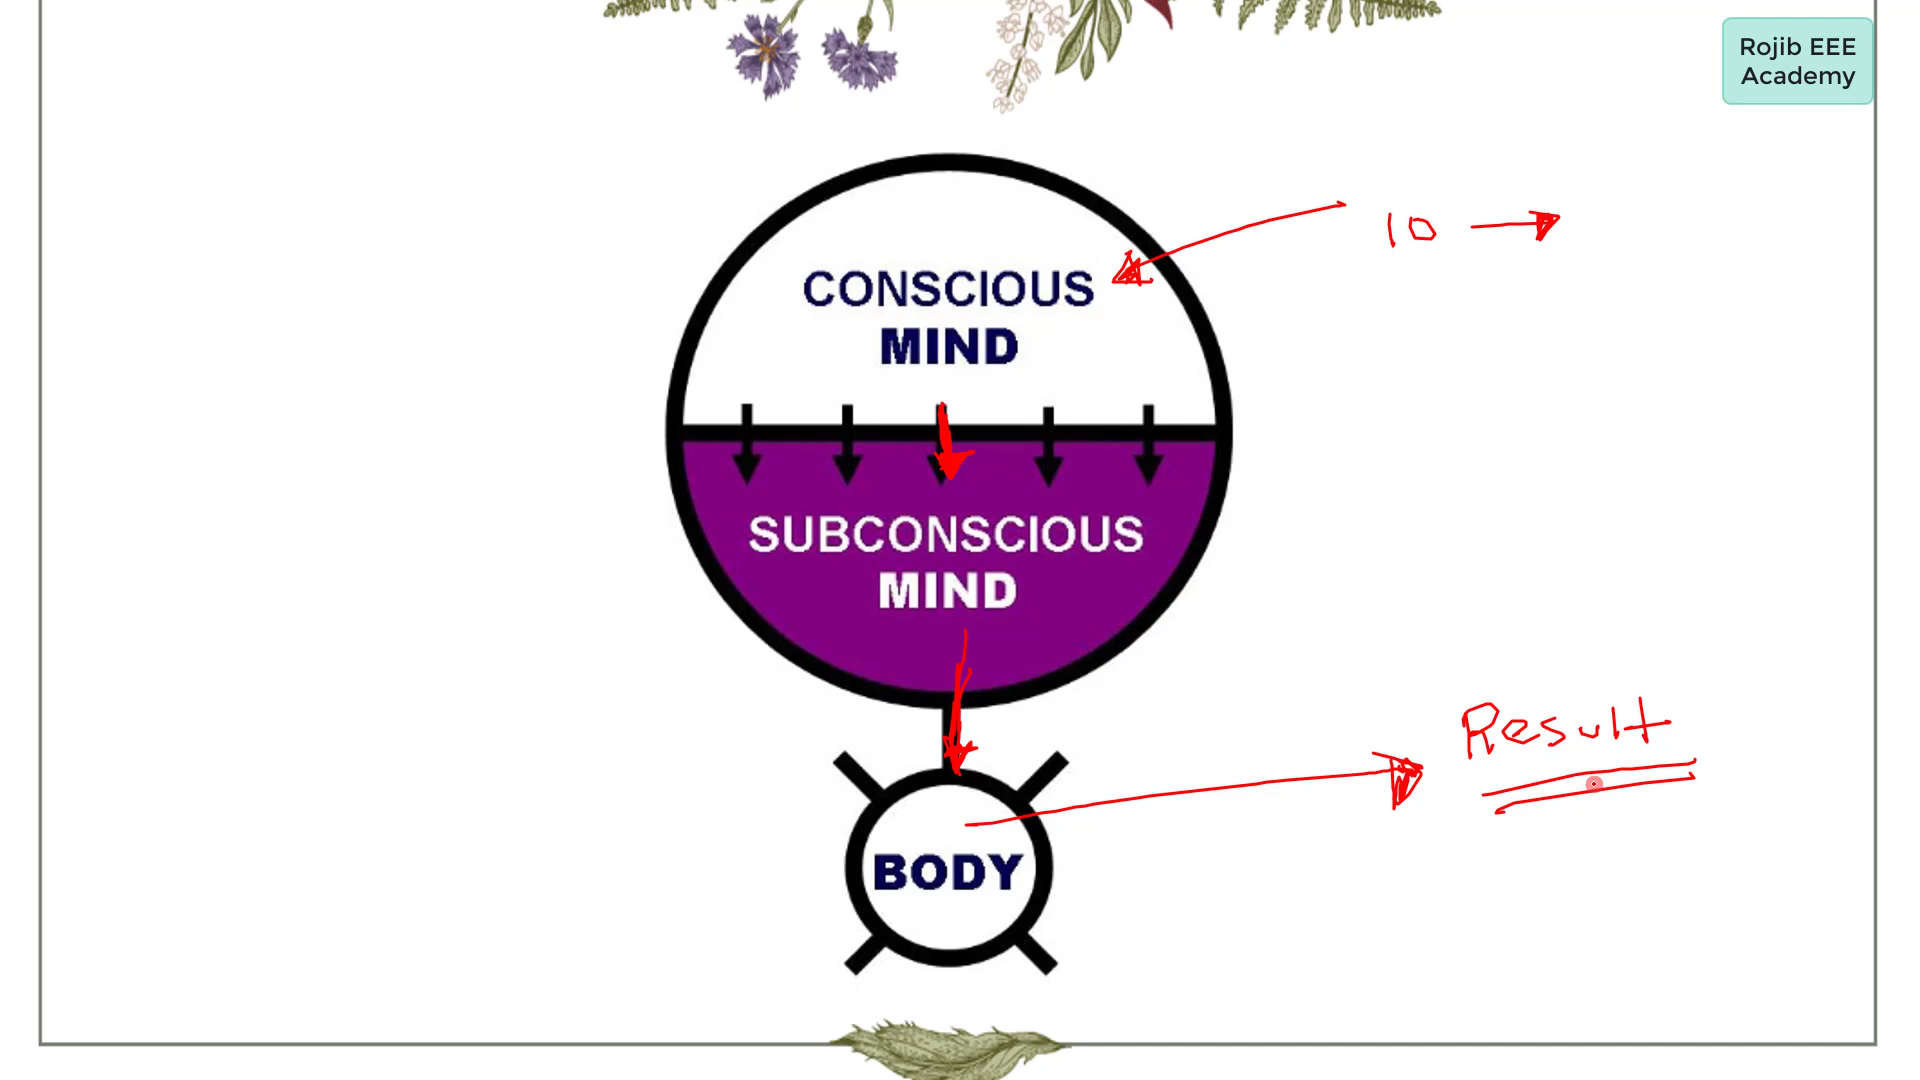 Rojib EEE
Academy
10
CONSCIOUS
MIND
SUBCONSCIOUS
MIND
Result
BODY